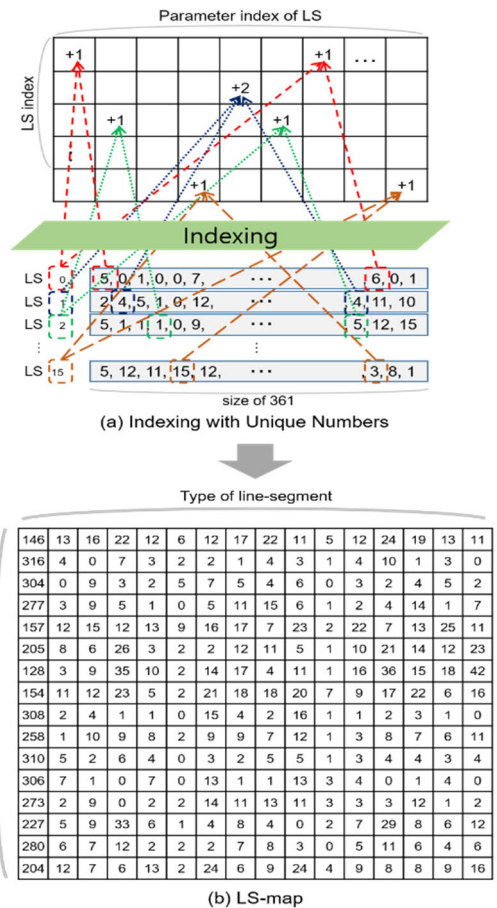 Parameter index of LS
LS index
+1 +1 ...
+2
+1 +1
+1 +1
Indexing
LS 0 5, 0, 1, 0, 0, 7, ... 6, 0, 1
LS 1 2 4, 5, 1, 0, 12, ... 4, 11, 10
LS 2 5, 1, 1 1, 0, 9, ... 5, 12, 15
⋮ ⋮
LS 15 5, 12, 11, 15, 12, ... , 3, 8, 1
size of 361
(a) Indexing with Unique Numbers
Type of line-segment
146 13 16 22 12 6 12 17 22 11 5 12 24 19 13 11
316 4 0 7 3 2 2 1 4 3 1 4 10 1 3 0
304 0 9 3 2 5 7 5 4 6 0 3 2 4 5 2
277 3 9 5 1 0 5 11 15 6 1 2 4 14 1 7
157 12 15 12 13 9 16 17 7 23 2 22 7 13 25 11
205 8 6 26 3 2 2 12 11 5 1 10 21 14 12 23
128 3 9 35 10 2 14 17 4 11 1 16 36 15 18 42
154 11 12 23 5 2 21 18 18 20 7 9 17 22 6 16
308 2 4 1 1 0 15 4 2 16 1 1 2 3 1 0
258 1 10 9 8 2 9 9 7 12 1 3 8 7 6 11
310 5 2 6 4 0 3 2 5 5 1 3 4 4 3 4
306 7 1 0 7 0 13 1 1 13 3 4 0 1 4 0
273 2 9 0 2 2 14 11 13 11 3 3 3 12 1 2
227 5 9 33 6 1 4 8 4 0 2 7 29 8 6 12
280 6 7 12 2 2 2 7 8 3 0 5 11 6 4 6
204 12 7 6 13 2 24 6 9 24 4 9 8 8 9 16
(b) LS-map